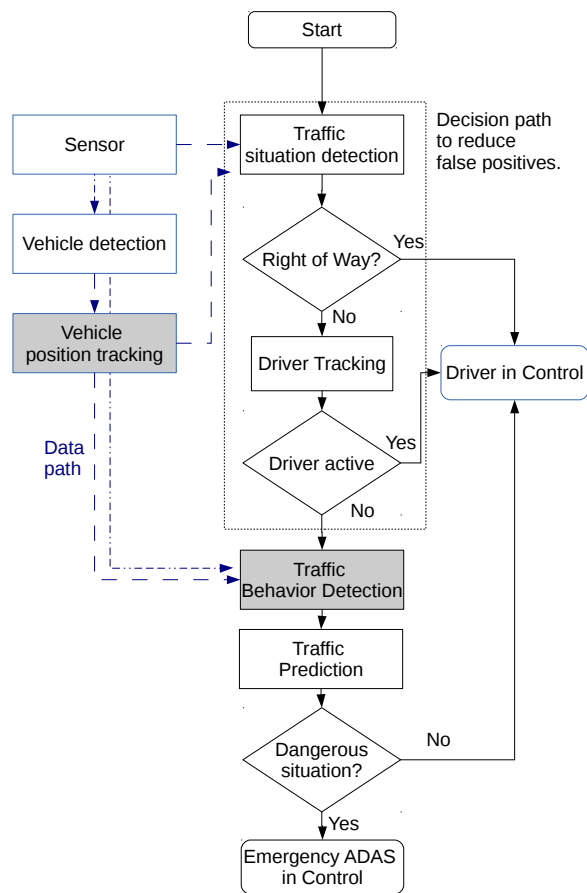 Start
Decision path
to reduce
false positives.
Sensor
Traffic
situation detection
Vehicle detection
Right of Way?
Yes
No
Vehicle
position tracking
Driver Tracking
Driver in Control
Data
path
Driver active
Yes
No
Traffic
Behavior Detection
Traffic
Prediction
Dangerous
situation?
No
Yes
Emergency ADAS
in Control